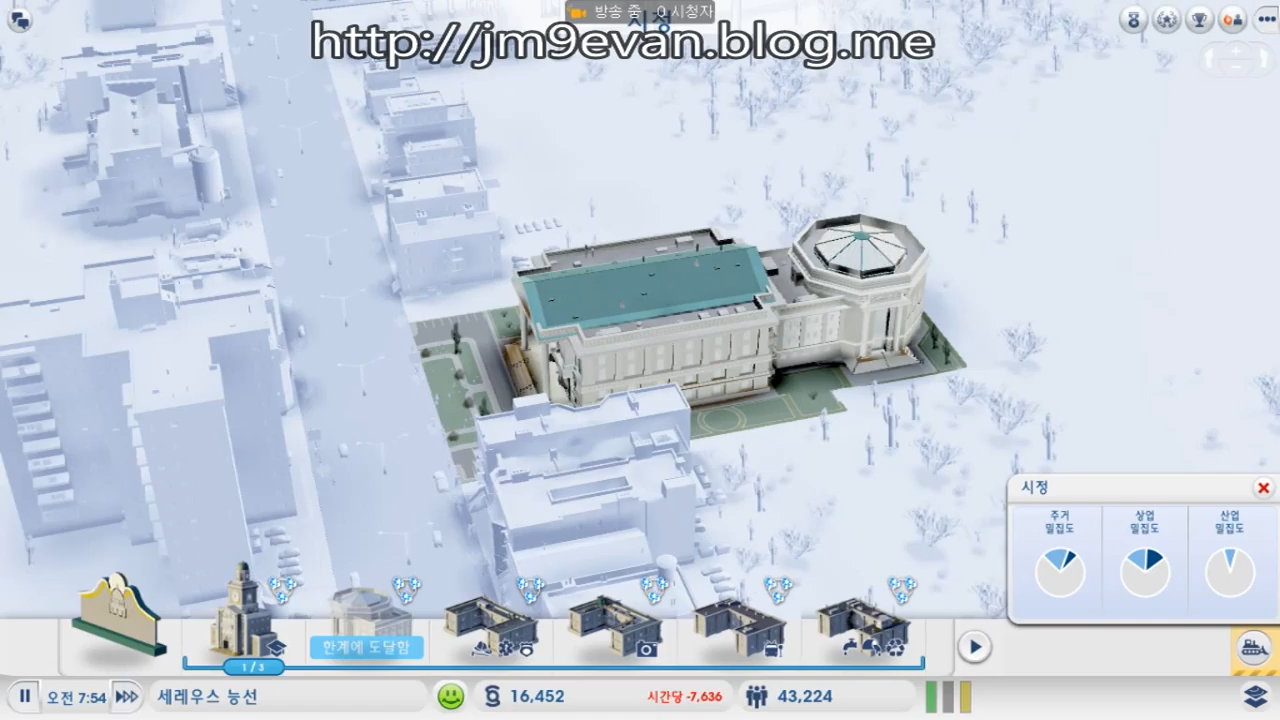 방송 중 0 시청자
시청
http://jm9evan.blog.me
시정
주거
밀집도
상업
밀집도
산업
밀집도
한계에 도달함
1 / 3
오전 7:54
세레우스 능선
16,452
시간당 -7,636
43,224